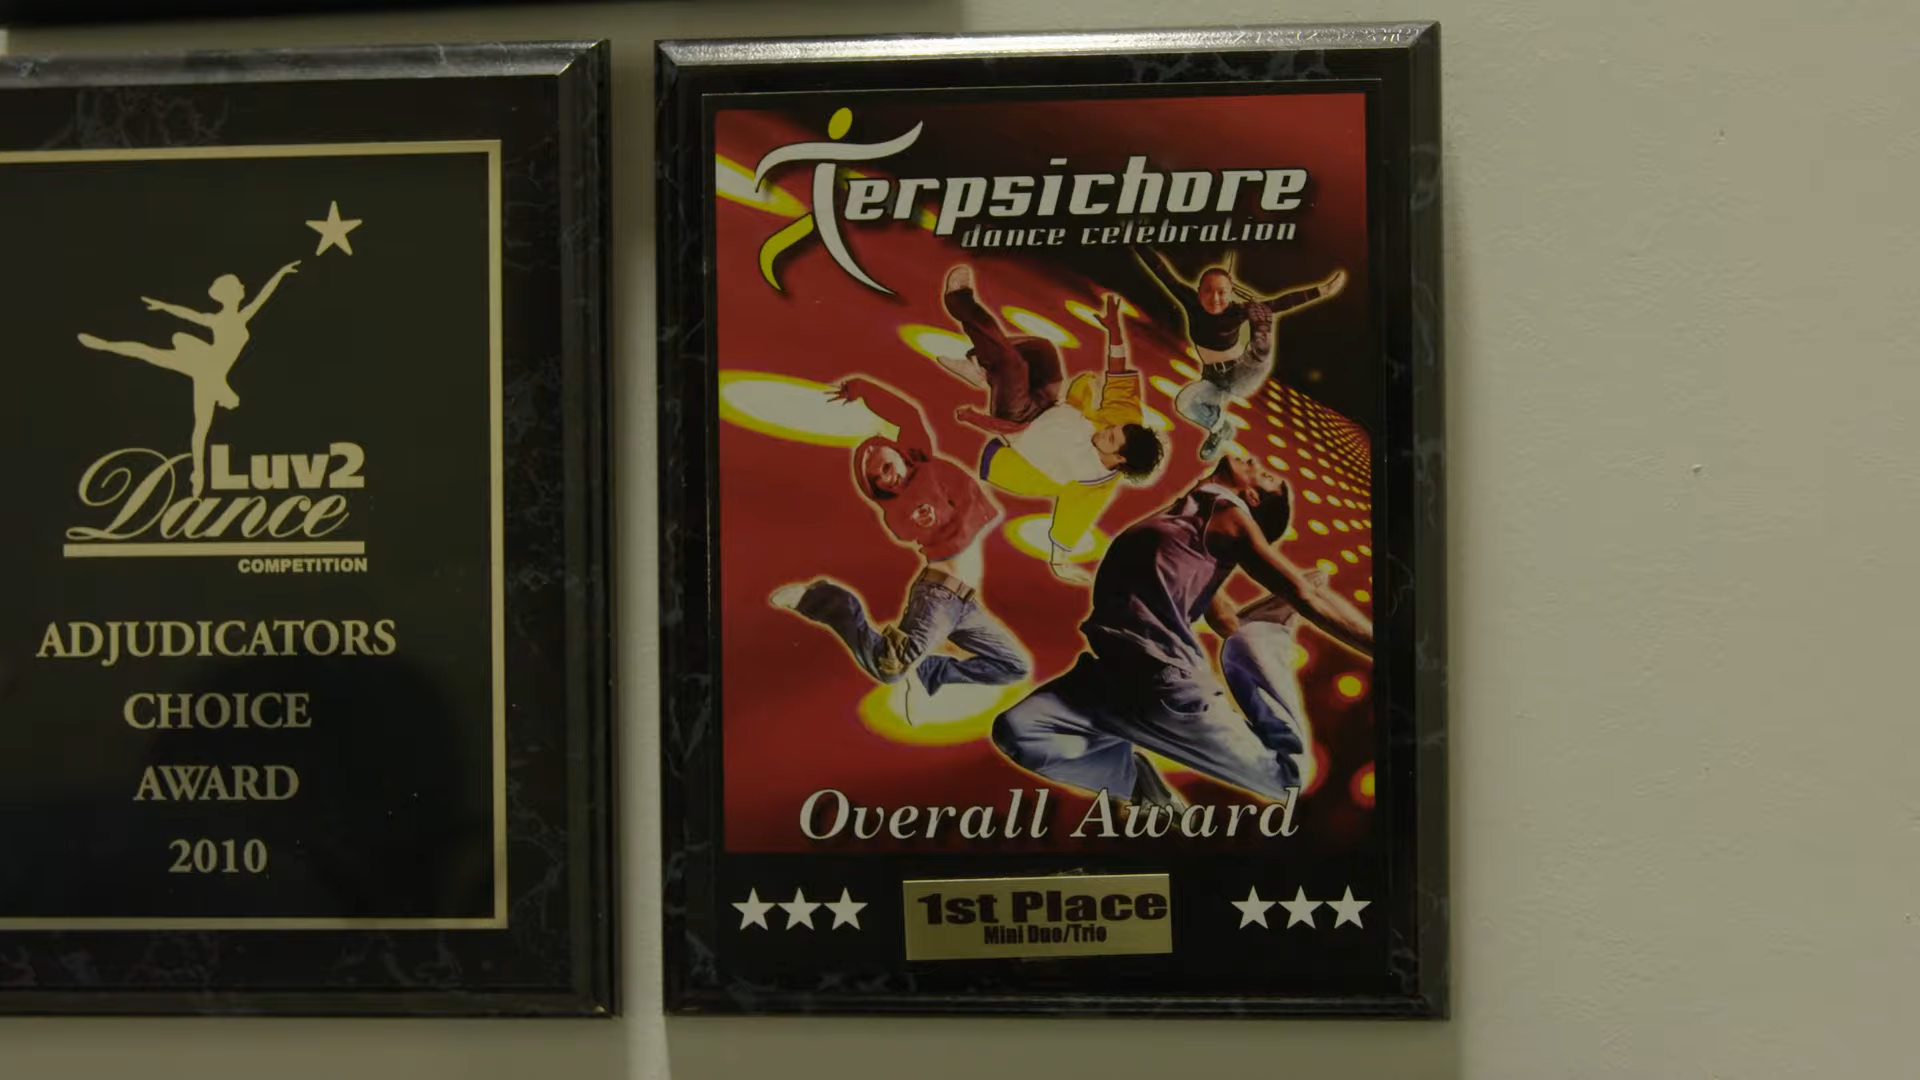 Luv2
Dance
COMPETITION
ADJUDICATORS
CHOICE
AWARD
2010
Terpsichore
dance celebration
Overall Award
1st Place
Mini Duo/Trio